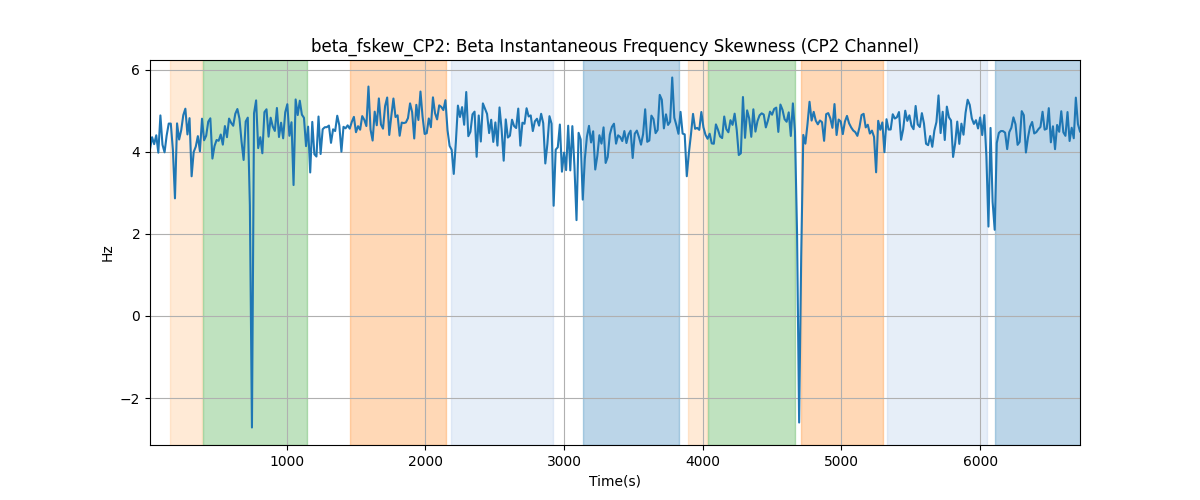 beta_fskew_CP2: Beta Instantaneous Frequency Skewness (CP2 Channel)
6
4
2
0
−2
Hz
1000 2000 3000 4000 5000 6000
Time(s)